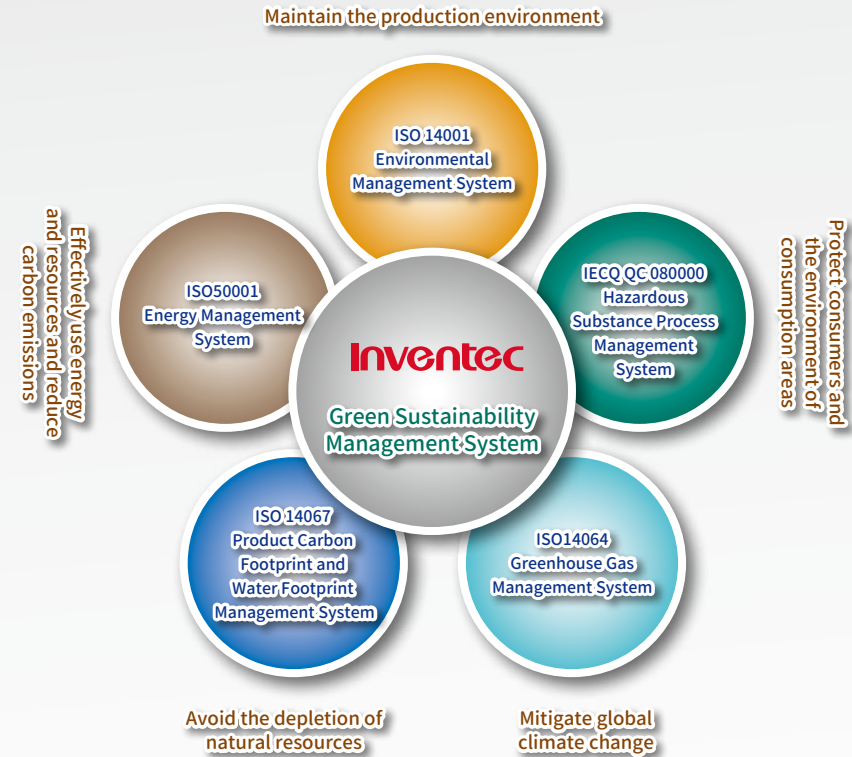 Maintain the production environment
ISO 14001
Environmental
Management System
Effectively use energy
and resources and reduce
carbon emissions
ISO50001
Energy Management
System
IECQ QC 080000
Hazardous
Substance Process
Management
System
Protect consumers and
the environment of
consumption areas
Inventec
Green Sustainability
Management System
ISO 14067
Product Carbon
Footprint and
Water Footprint
Management System
ISO14064
Greenhouse Gas
Management System
Avoid the depletion of
natural resources
Mitigate global
climate change